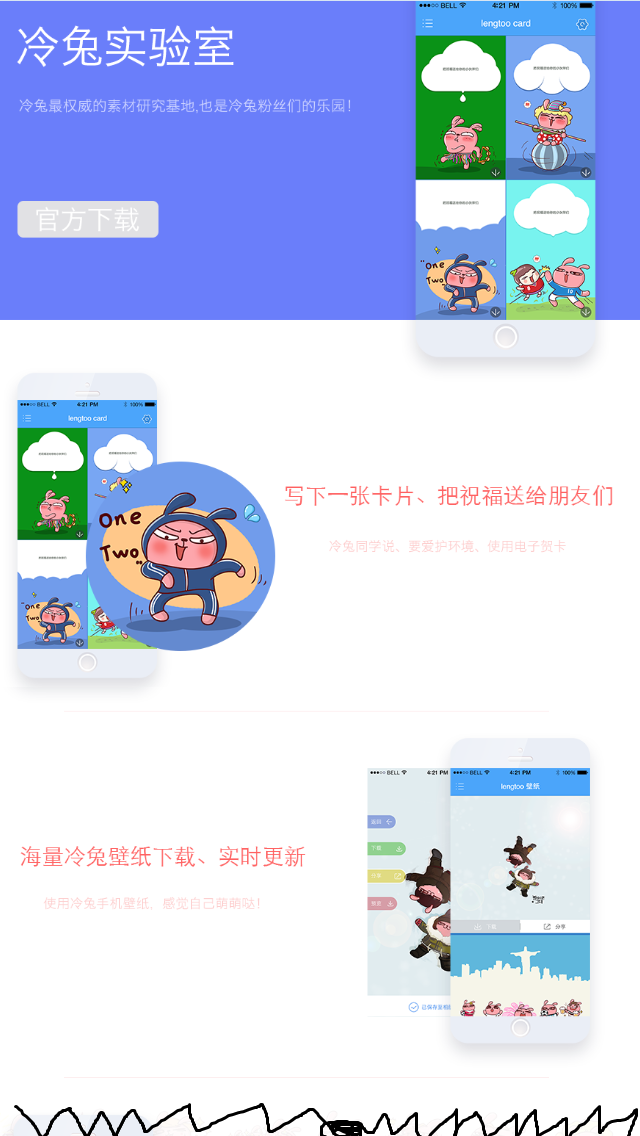 冷兔实验室
冷兔最权威的素材研究基地,也是冷兔粉丝们的乐园!
官方下载
●●●○○ BELL 4:21 PM 100%
lengtoo card
One
Two
●●●○○ BELL 4:21 PM 100%
lengtoo card
One
Two
One
Two
写下一张卡片、把祝福送给朋友们
冷兔同学说、要爱护环境、使用电子贺卡
●●●○○ BELL 4:21 PM
●●●○○ BELL 4:21 PM 100%
lengtoo 壁纸
返回
下载
分享
下载 分享
海量冷兔壁纸下载、实时更新
使用冷兔手机壁纸, 感觉自己萌萌哒!
已保存至相